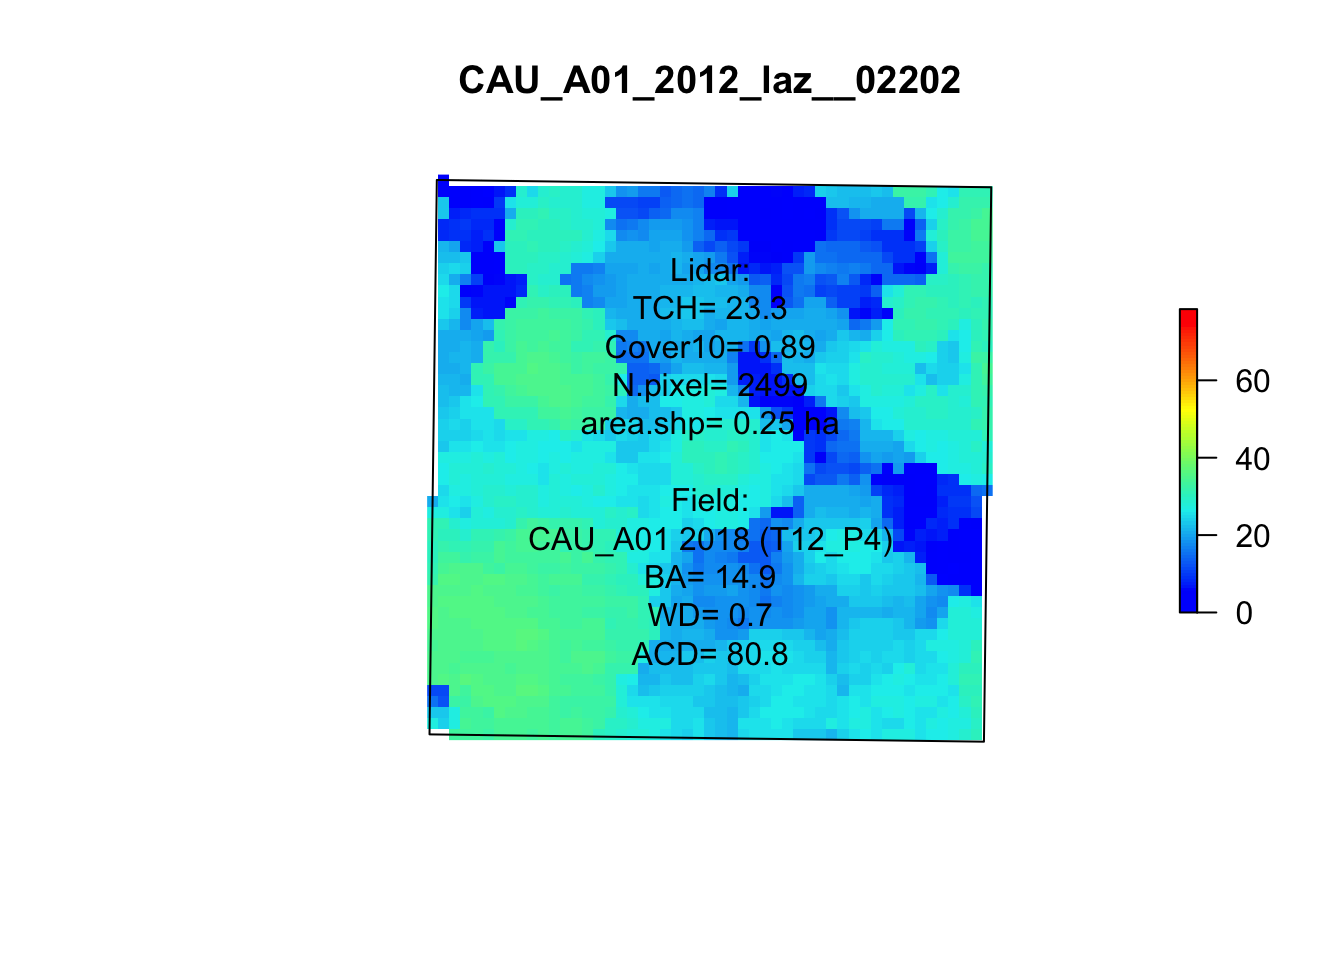 CAU_A01_2012_laz__02202
Lidar:
TCH= 23.3
Cover10= 0.89
N.pixel= 2499
area.shp= 0.25 ha
Field:
CAU_A01 2018 (T12_P4)
BA= 14.9
WD= 0.7
ACD= 80.8
60
40
20
0